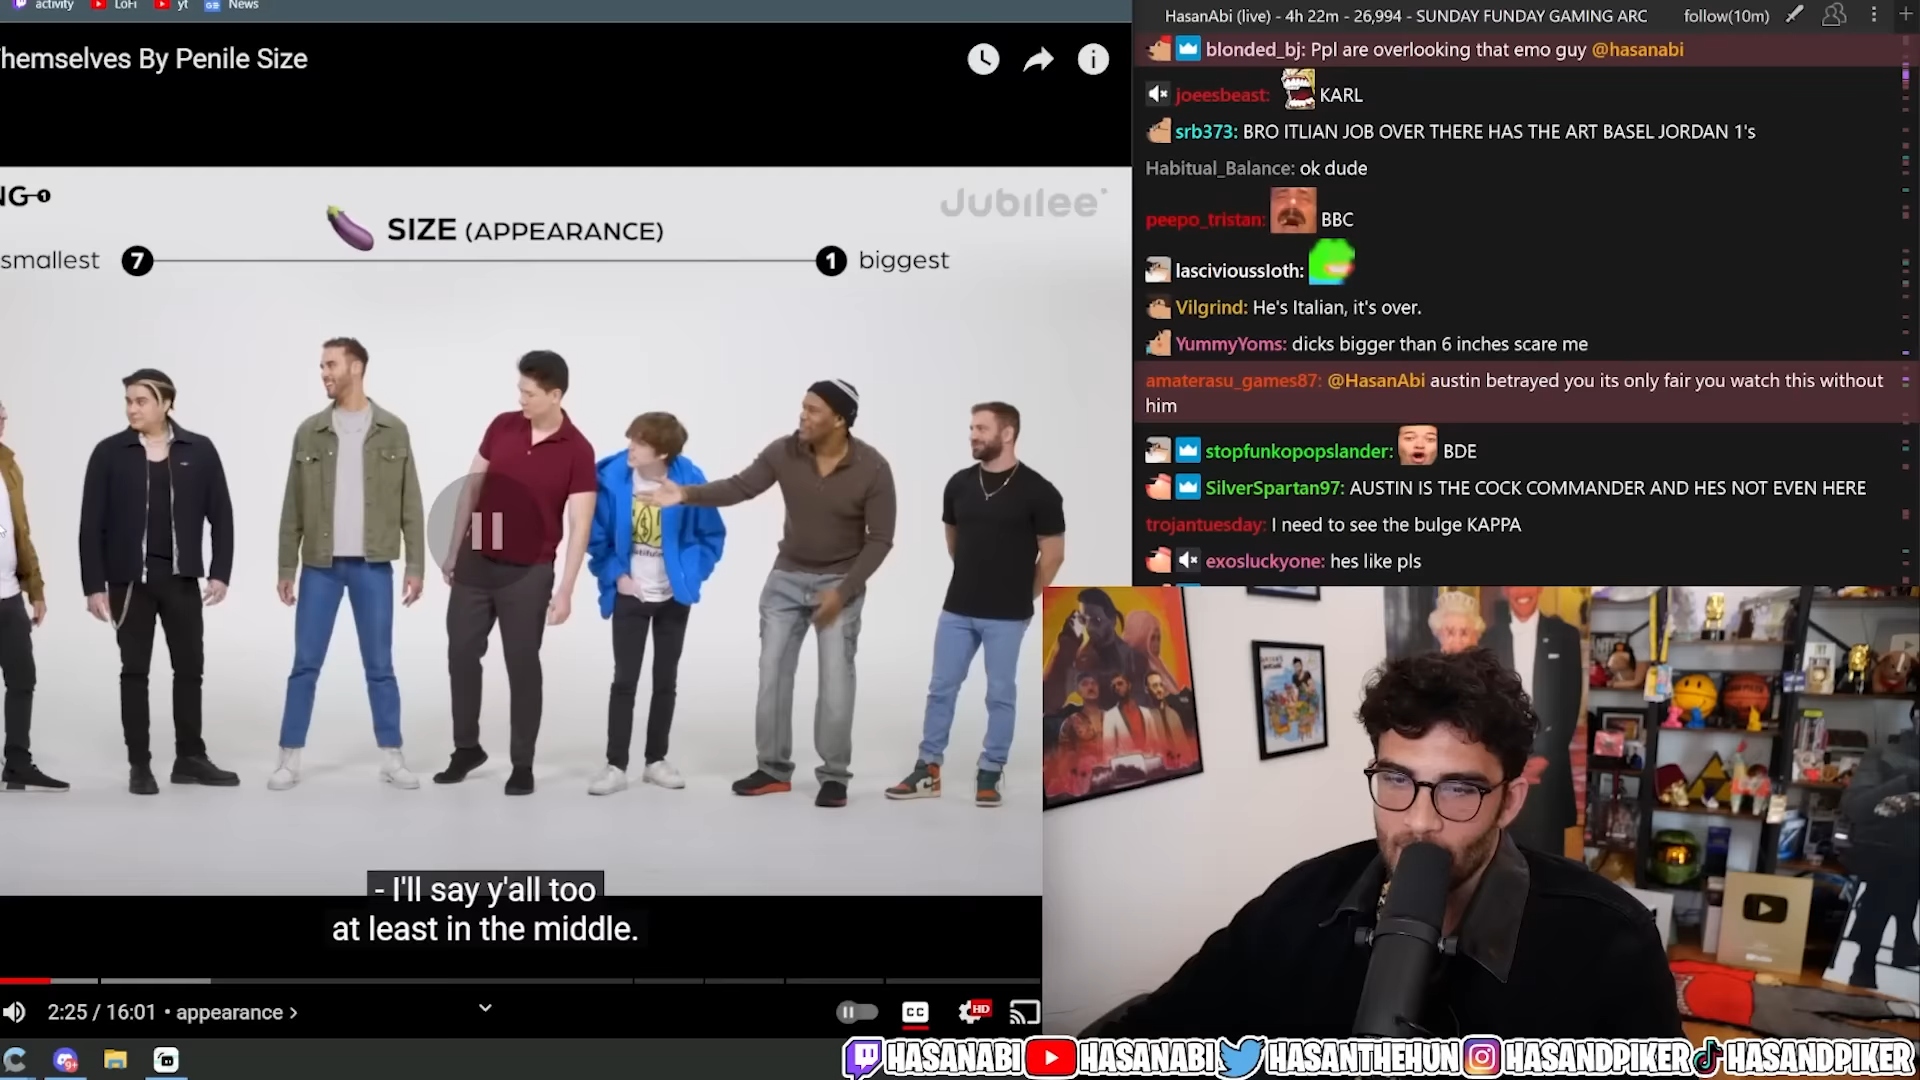 activity
LoFi
yt
News
hemselves By Penile Size
NG
SIZE (APPEARANCE)
Jubilee
smallest 7
1 biggest
- I'll say y'all too
at least in the middle.
2:25 / 16:01 • appearance ›
CC
HD
HasanAbi (live) - 4h 22m - 26,994 - SUNDAY FUNDAY GAMING ARC
follow(10m)
blonded_bj: Ppl are overlooking that emo guy @hasanabi
joeesbeast: KARL
srb373: BRO ITLIAN JOB OVER THERE HAS THE ART BASEL JORDAN 1's
Habitual_Balance: ok dude
peepo_tristan: BBC
lascivioussloth:
Vilgrind: He's Italian, it's over.
YummyYoms: dicks bigger than 6 inches scare me
amaterasu_games87: @HasanAbi austin betrayed you its only fair you watch this without
him
stopfunkopopslander: BDE
SilverSpartan97: AUSTIN IS THE COCK COMMANDER AND HES NOT EVEN HERE
trojantuesday: I need to see the bulge KAPPA
exosluckyone: hes like pls
HASANABI
HASANABI
HASANTHEHUN
HASANDPIKER
HASANDPIKER